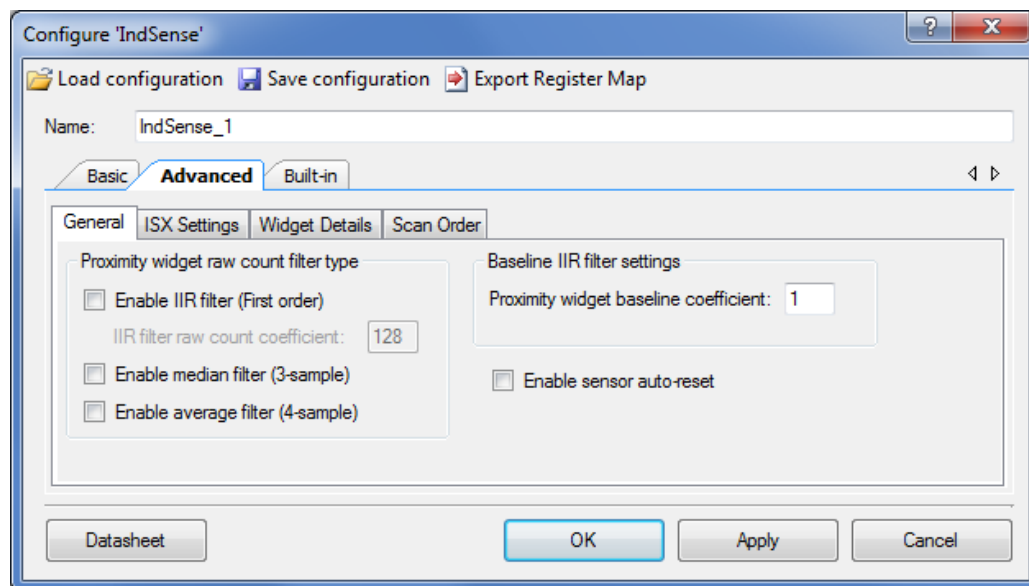 Configure 'IndSense'
Load configuration Save configuration Export Register Map
Name: IndSense_1
Basic Advanced Built-in
General ISX Settings Widget Details Scan Order
Proximity widget raw count filter type
Enable IIR filter (First order)
IIR filter raw count coefficient: 128
Enable median filter (3-sample)
Enable average filter (4-sample)
Baseline IIR filter settings
Proximity widget baseline coefficient: 1
Enable sensor auto-reset
Datasheet OK Apply Cancel